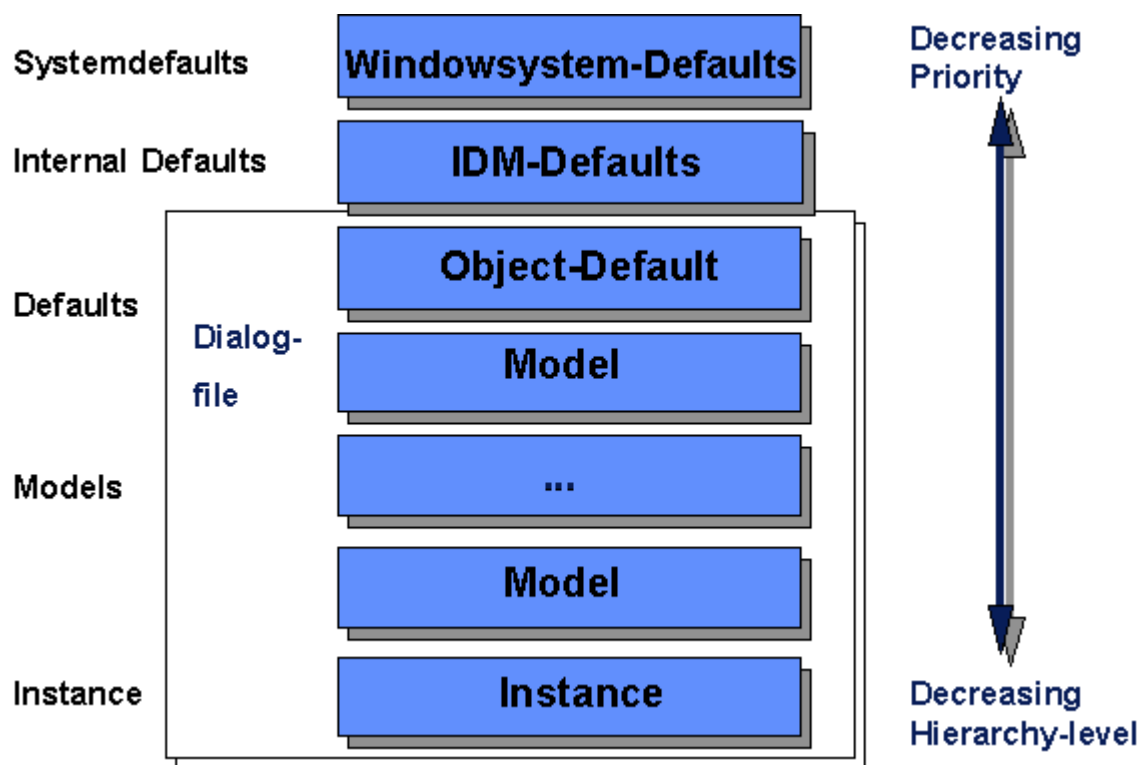 Systemdefaults
Windowsystem-Defaults
Decreasing
Priority
Internal Defaults
IDM-Defaults
Defaults
Object-Default
Dialog-
file
Model
Models
...
Model
Instance
Instance
Decreasing
Hierarchy-level